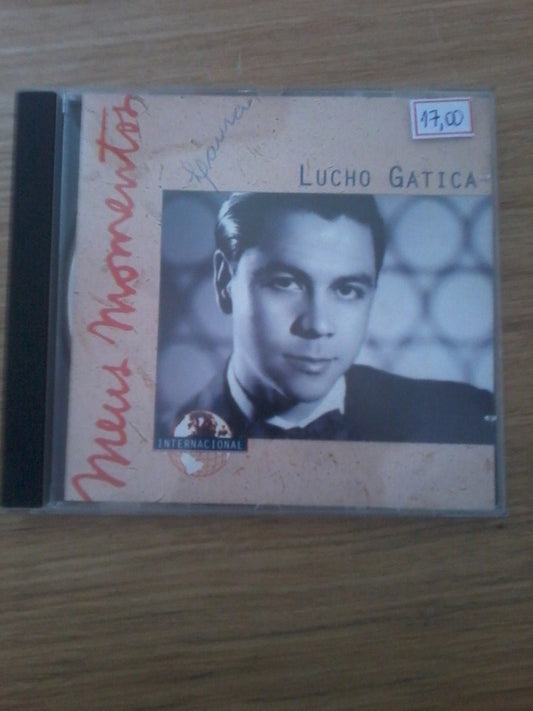 Meus Momentos
17,00
LUCHO GATICA
INTERNACIONAL